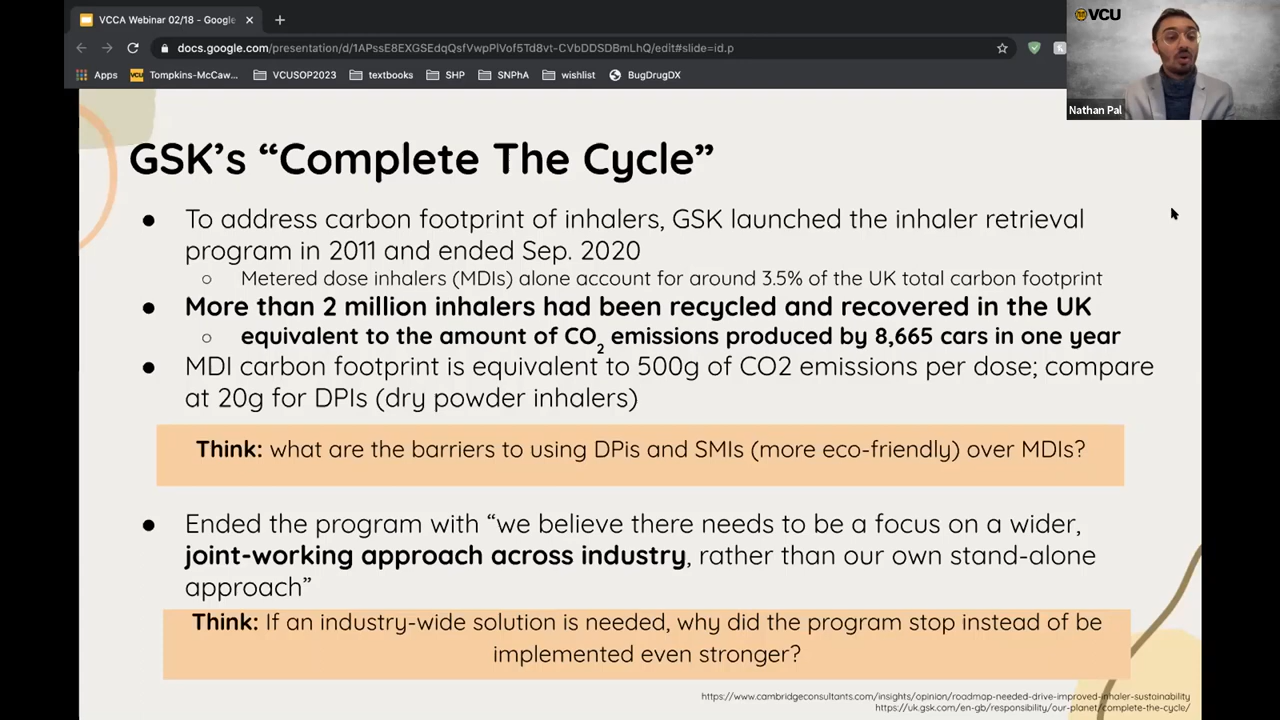 VCCA Webinar 02/18 - Google
docs.google.com/presentation/d/1APssE8EXGSEdqQsfVwpPlVof5Td8vt-CVbDDSDBmLhQ/edit#slide=id.p
Apps
VCU Tompkins-McCaw...
VCUSOP2023
textbooks
SHP
SNPhA
wishlist
BugDrugDX
VCU
Nathan Pal
GSK’s “Complete The Cycle”
● To address carbon footprint of inhalers, GSK launched the inhaler retrieval
program in 2011 and ended Sep. 2020
○ Metered dose inhalers (MDIs) alone account for around 3.5% of the UK total carbon footprint
● More than 2 million inhalers had been recycled and recovered in the UK
○ equivalent to the amount of CO2 emissions produced by 8,665 cars in one year
● MDI carbon footprint is equivalent to 500g of CO2 emissions per dose; compare
at 20g for DPIs (dry powder inhalers)
Think: what are the barriers to using DPis and SMIs (more eco-friendly) over MDIs?
● Ended the program with “we believe there needs to be a focus on a wider,
joint-working approach across industry, rather than our own stand-alone
approach”
Think: If an industry-wide solution is needed, why did the program stop instead of be
implemented even stronger?
https://www.cambridgeconsultants.com/insights/opinion/roadmap-needed-drive-improved-inhaler-sustainability
https://uk.gsk.com/en-gb/responsibility/our-planet/complete-the-cycle/